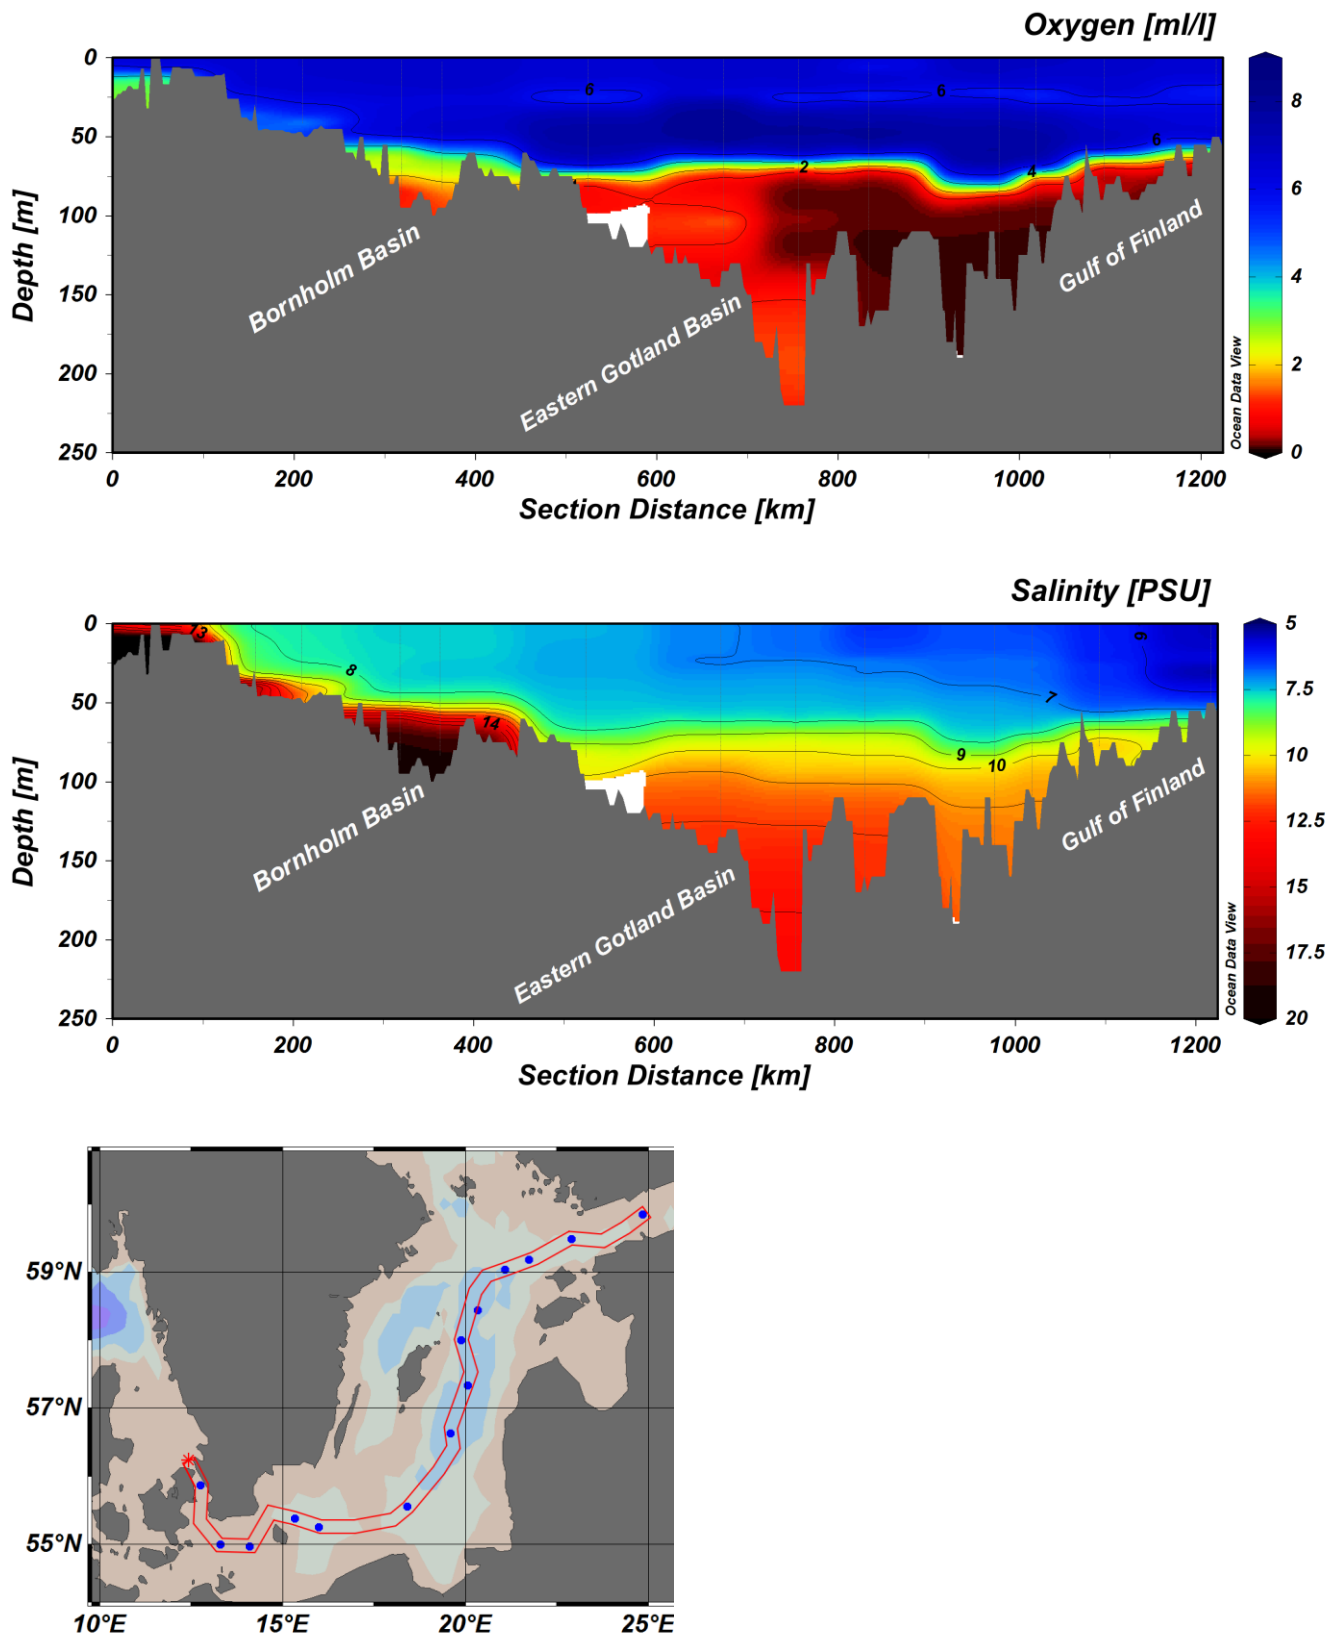 Oxygen [ml/l]
0
50
100
150
200
250
Depth [m]
6
6
6
2
4
Bornholm Basin
Eastern Gotland Basin
Gulf of Finland
Ocean Data View
8
6
4
2
0
0
200
400
600
800
1000
1200
Section Distance [km]
Salinity [PSU]
0
50
100
150
200
250
Depth [m]
13
8
14
7
9
10
6
Bornholm Basin
Eastern Gotland Basin
Gulf of Finland
Ocean Data View
5
7.5
10
12.5
15
17.5
20
0
200
400
600
800
1000
1200
Section Distance [km]
59°N
57°N
55°N
10°E
15°E
20°E
25°E